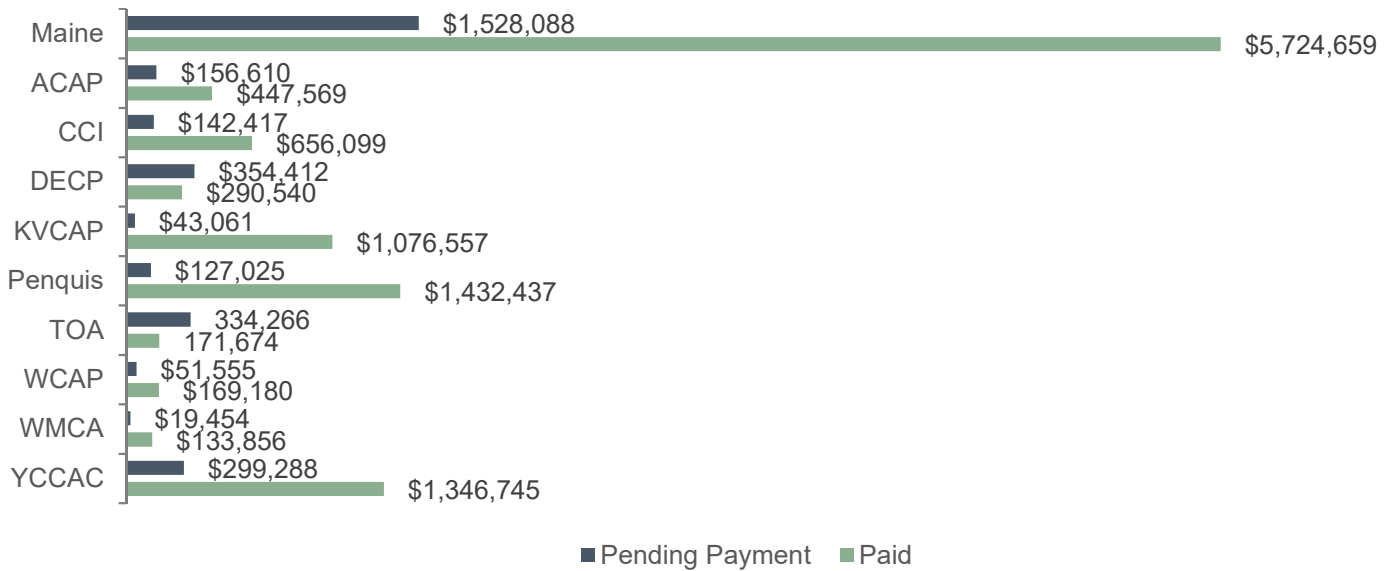 Maine
$1,528,088
$5,724,659
ACAP
$156,610
$447,569
CCI
$142,417
$656,099
DECP
$354,412
$290,540
KVCAP
$43,061
$1,076,557
Penquis
$127,025
$1,432,437
TOA
334,266
171,674
WCAP
$51,555
$169,180
WMCA
$19,454
$133,856
YCCAC
$299,288
$1,346,745
Pending Payment Paid